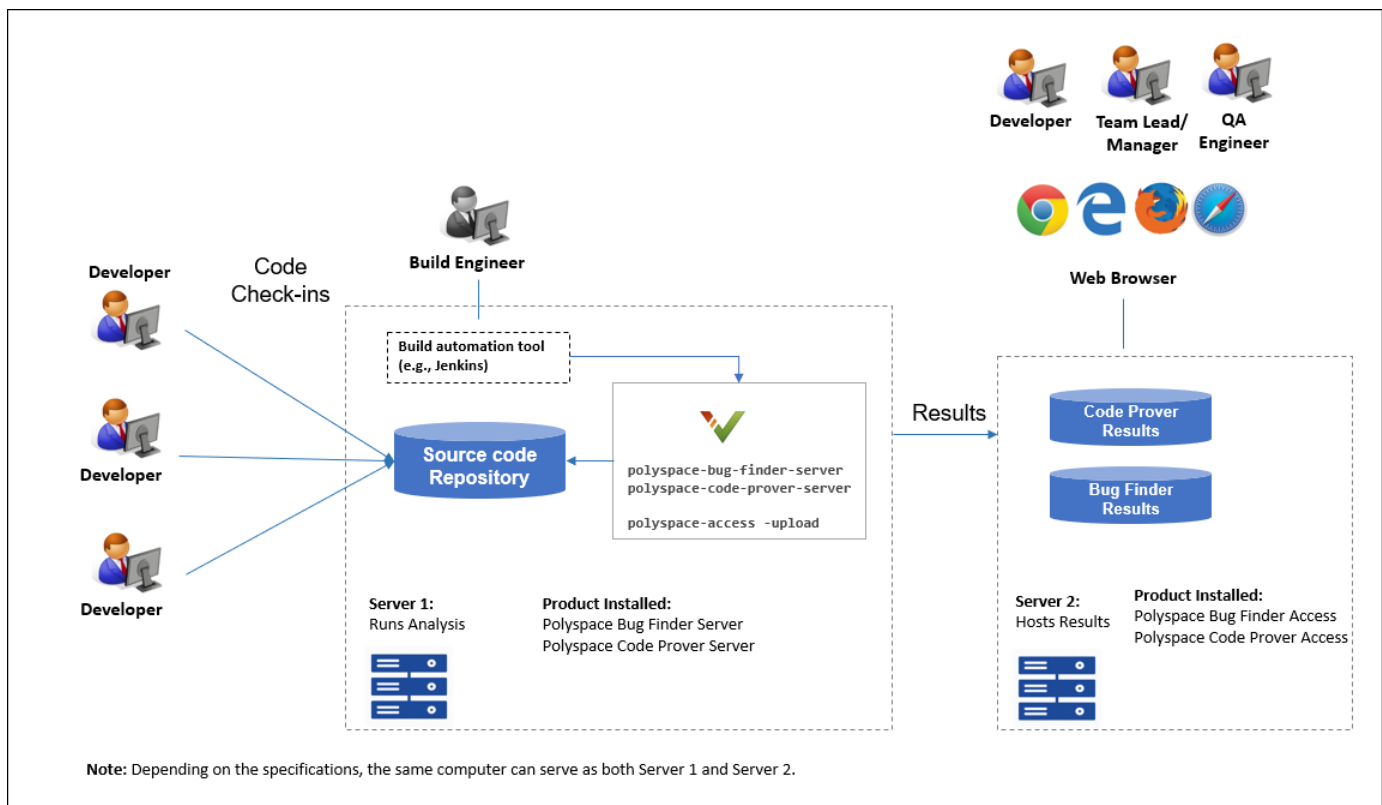 Developer
Team Lead/
Manager
QA
Engineer
Web Browser
Build Engineer
Developer
Code
Check-ins
Developer
Developer
Build automation tool
(e.g., Jenkins)
Source code
Repository
polyspace-bug-finder-server
polyspace-code-prover-server
polyspace-access -upload
Results
Code Prover
Results
Bug Finder
Results
Server 1:
Runs Analysis
Product Installed:
Polyspace Bug Finder Server
Polyspace Code Prover Server
Server 2:
Hosts Results
Product Installed:
Polyspace Bug Finder Access
Polyspace Code Prover Access
Note: Depending on the specifications, the same computer can serve as both Server 1 and Server 2.